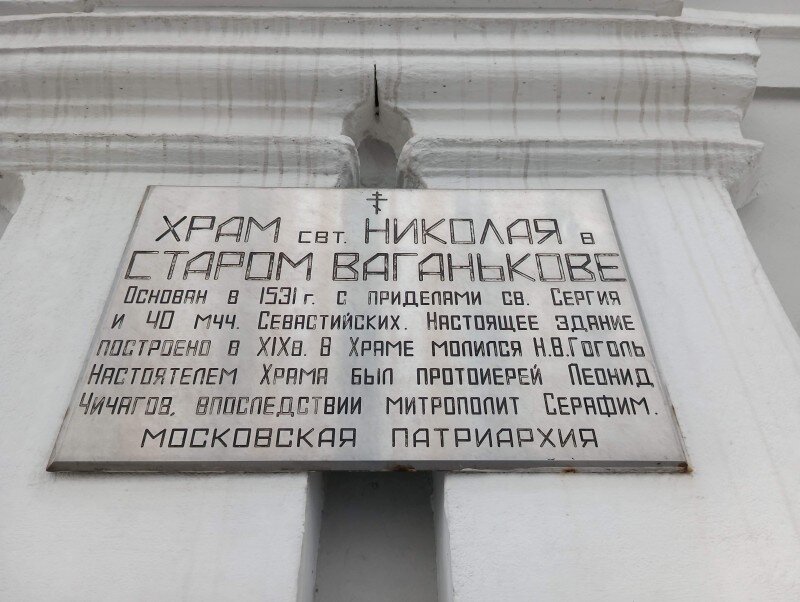 ХРАМ СВТ. НИКОЛАЯ В
СТАРОМ ВАГАНЬКОВЕ
ОСНОВАН В 1531 Г. С ПРИДЕЛАМИ СВ. СЕРГИЯ
И 40 МЧЧ. СЕВАСТИЙСКИХ. НАСТОЯЩЕЕ ЗДАНИЕ
ПОСТРОЕНО В XIXВ. В ХРАМЕ МОЛИЛСЯ Н.В.ГОГОЛЬ
НАСТОЯТЕЛЕМ ХРАМА БЫЛ ПРОТОИЕРЕЙ ЛЕОНИД
ЧИЧАГОВ, ВПОСЛЕДСТВИИ МИТРОПОЛИТ СЕРАФИМ.
МОСКОВСКАЯ ПАТРИАРХИЯ